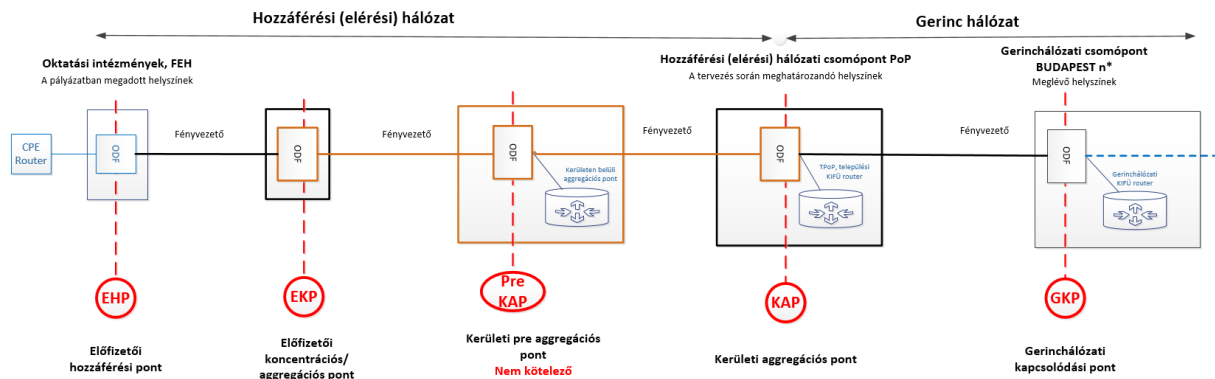 Hozzáférési (elérési) hálózat
Gerinc hálózat
Oktatási intézmények, FEH
A pályázatban megadott helyszínek
Hozzáférési (elérési) hálózati csomópont PoP
A tervezés során meghatározandó helyszínek
Gerinchálózati csomópont
BUDAPEST n*
Meglévő helyszínek
CPE
Router
ODF
Fényvezető
ODF
Fényvezető
ODF
Kerületen belüli
aggregációs pont
Fényvezető
ODF
TPoP, települési
KIFÜ router
Fényvezető
ODF
Gerinchálózati
KIFÜ router
EHP
EKP
Pre
KAP
KAP
GKP
Előfizetői
hozzáférési pont
Előfizetői
koncentrációs/
aggregációs pont
Kerületi pre aggregációs
pont
Nem kötelező
Kerületi aggregációs pont
Gerinchálózati
kapcsolódási pont